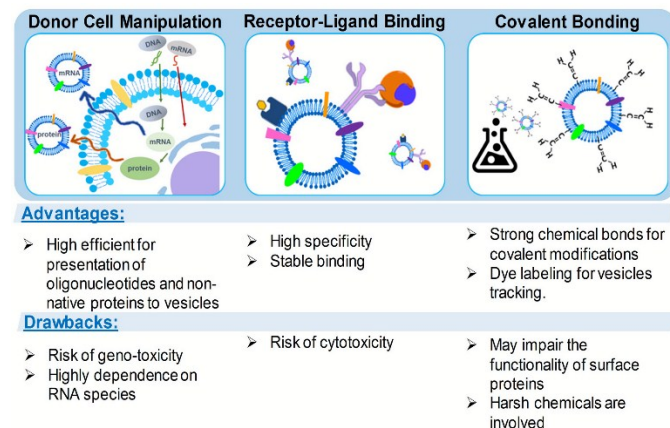 Donor Cell Manipulation
Receptor-Ligand Binding
Covalent Bonding
DNA
mRNA
mRNA
DNA
mRNA
protein
protein
C
H
C
H
C
H
C
H
C
H
C
H
Advantages:
➢ High efficient for
presentation of
oligonucleotides and non-
native proteins to vesicles
➢ High specificity
➢ Stable binding
➢ Strong chemical bonds for
covalent modifications
➢ Dye labeling for vesicles
tracking.
Drawbacks:
➢ Risk of geno-toxicity
➢ Highly dependence on
RNA species
➢ Risk of cytotoxicity
➢ May impair the
functionality of surface
proteins
➢ Harsh chemicals are
involved